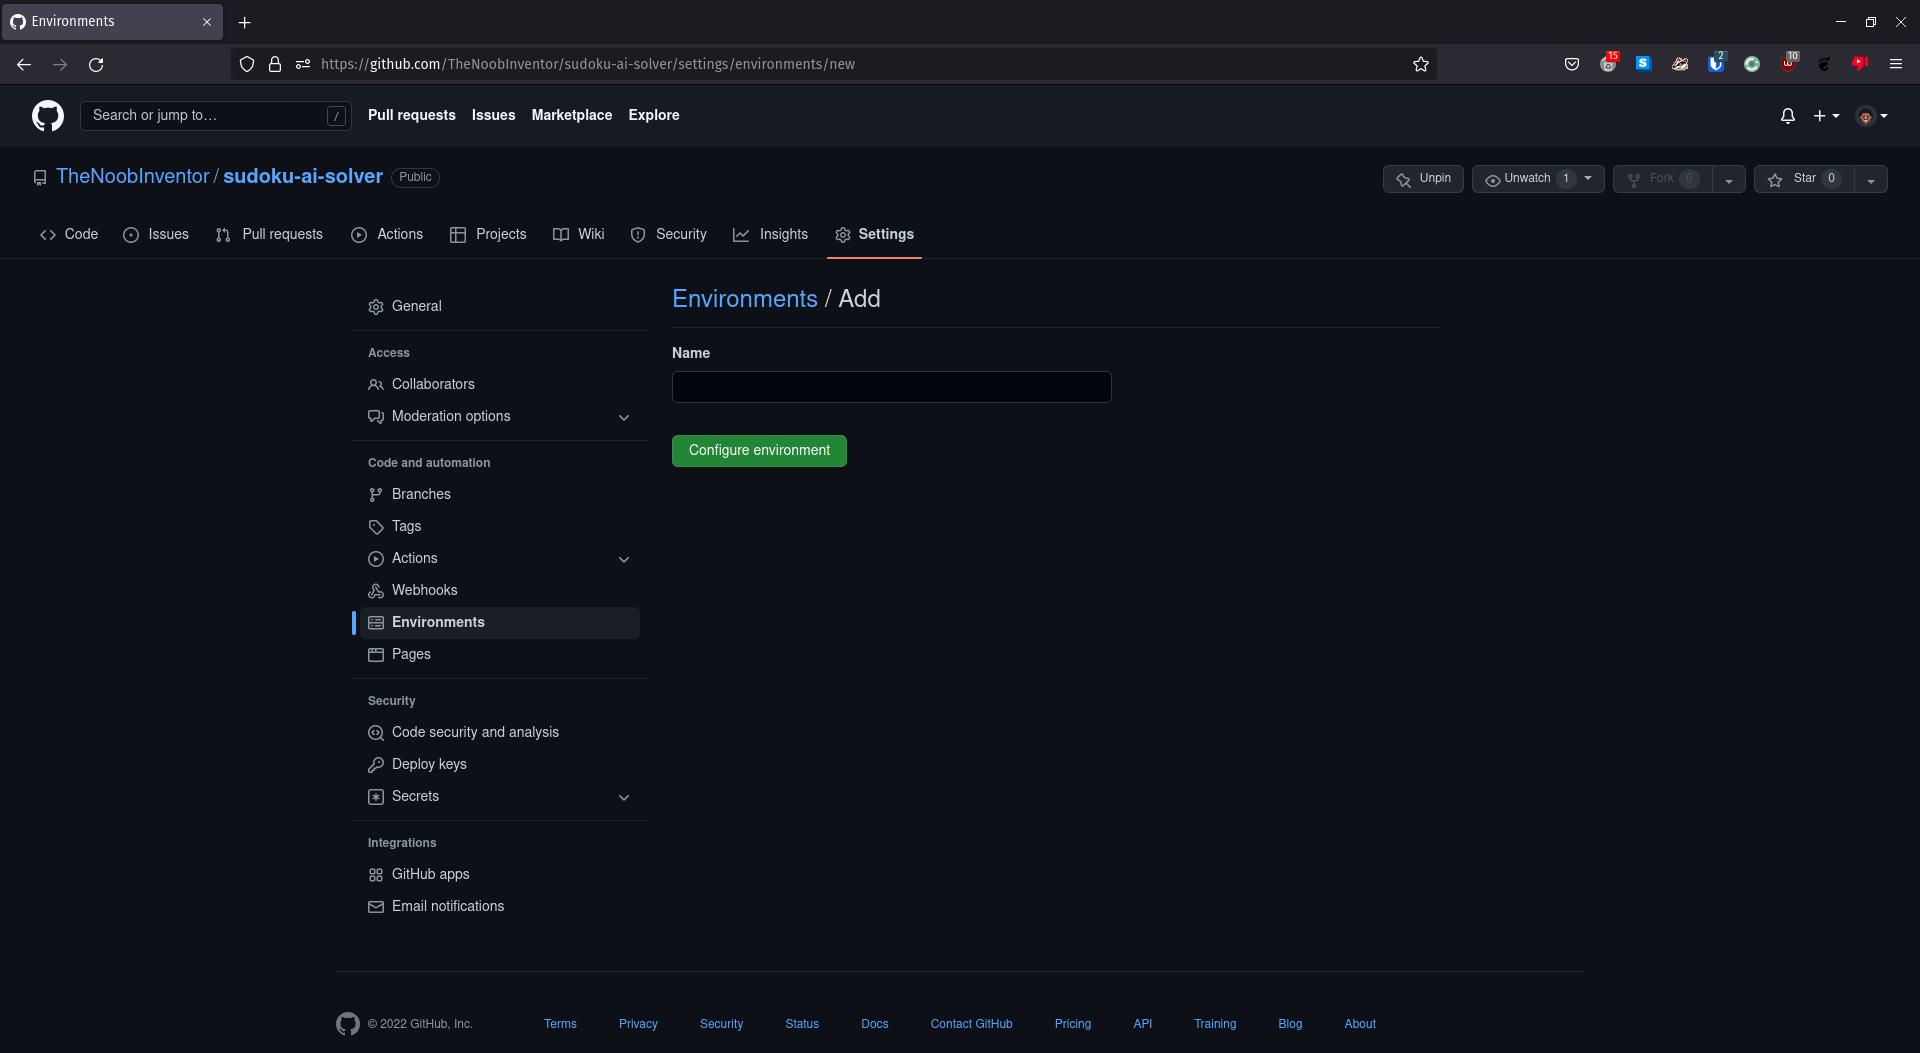 Environments
https://github.com/TheNoobInventor/sudoku-ai-solver/settings/environments/new
15
S
2
10
Search or jump to…
/
Pull requests
Issues
Marketplace
Explore
TheNoobInventor / sudoku-ai-solver
Public
Unpin
Unwatch 1
Fork 0
Star 0
Code
Issues
Pull requests
Actions
Projects
Wiki
Security
Insights
Settings
General
Access
Collaborators
Moderation options
Code and automation
Branches
Tags
Actions
Webhooks
Environments
Pages
Security
Code security and analysis
Deploy keys
Secrets
Integrations
GitHub apps
Email notifications
Environments / Add
Name
Configure environment
© 2022 GitHub, Inc.
Terms
Privacy
Security
Status
Docs
Contact GitHub
Pricing
API
Training
Blog
About